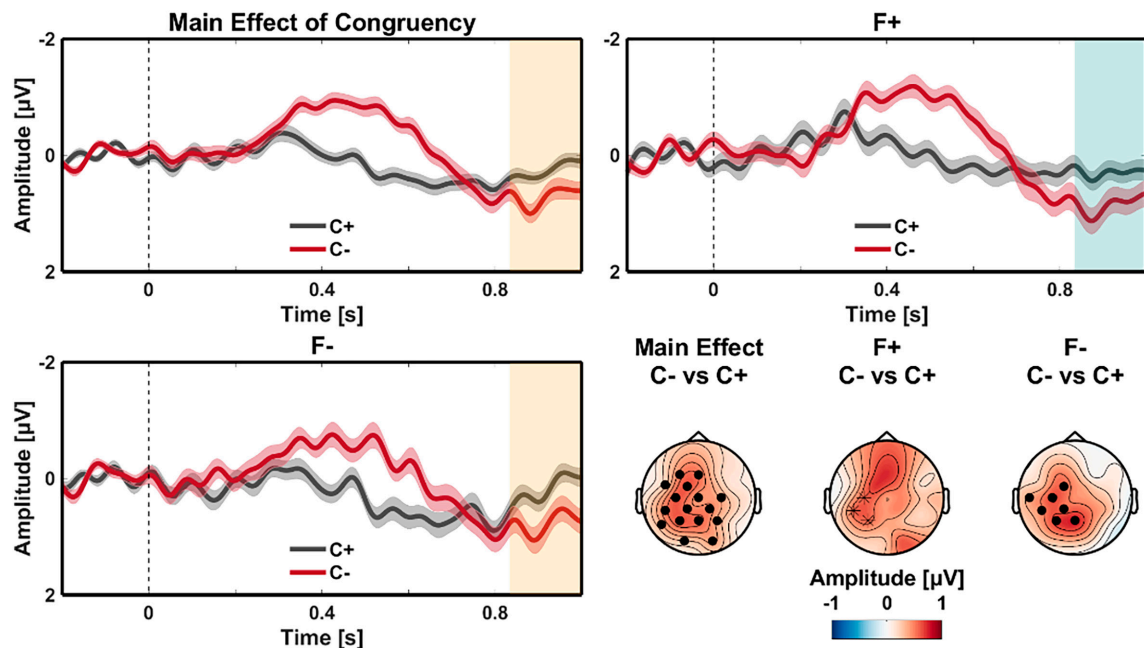 Main Effect of Congruency
-2
0
2
Amplitude [µV]
C+
C-
0
0.4
0.8
Time [s]
F+
-2
0
2
Amplitude [µV]
C+
C-
0
0.4
0.8
Time [s]
F-
-2
0
2
Amplitude [µV]
C+
C-
0
0.4
0.8
Time [s]
Main Effect
C- vs C+
F+
C- vs C+
F-
C- vs C+
Amplitude [µV]
-1 0 1